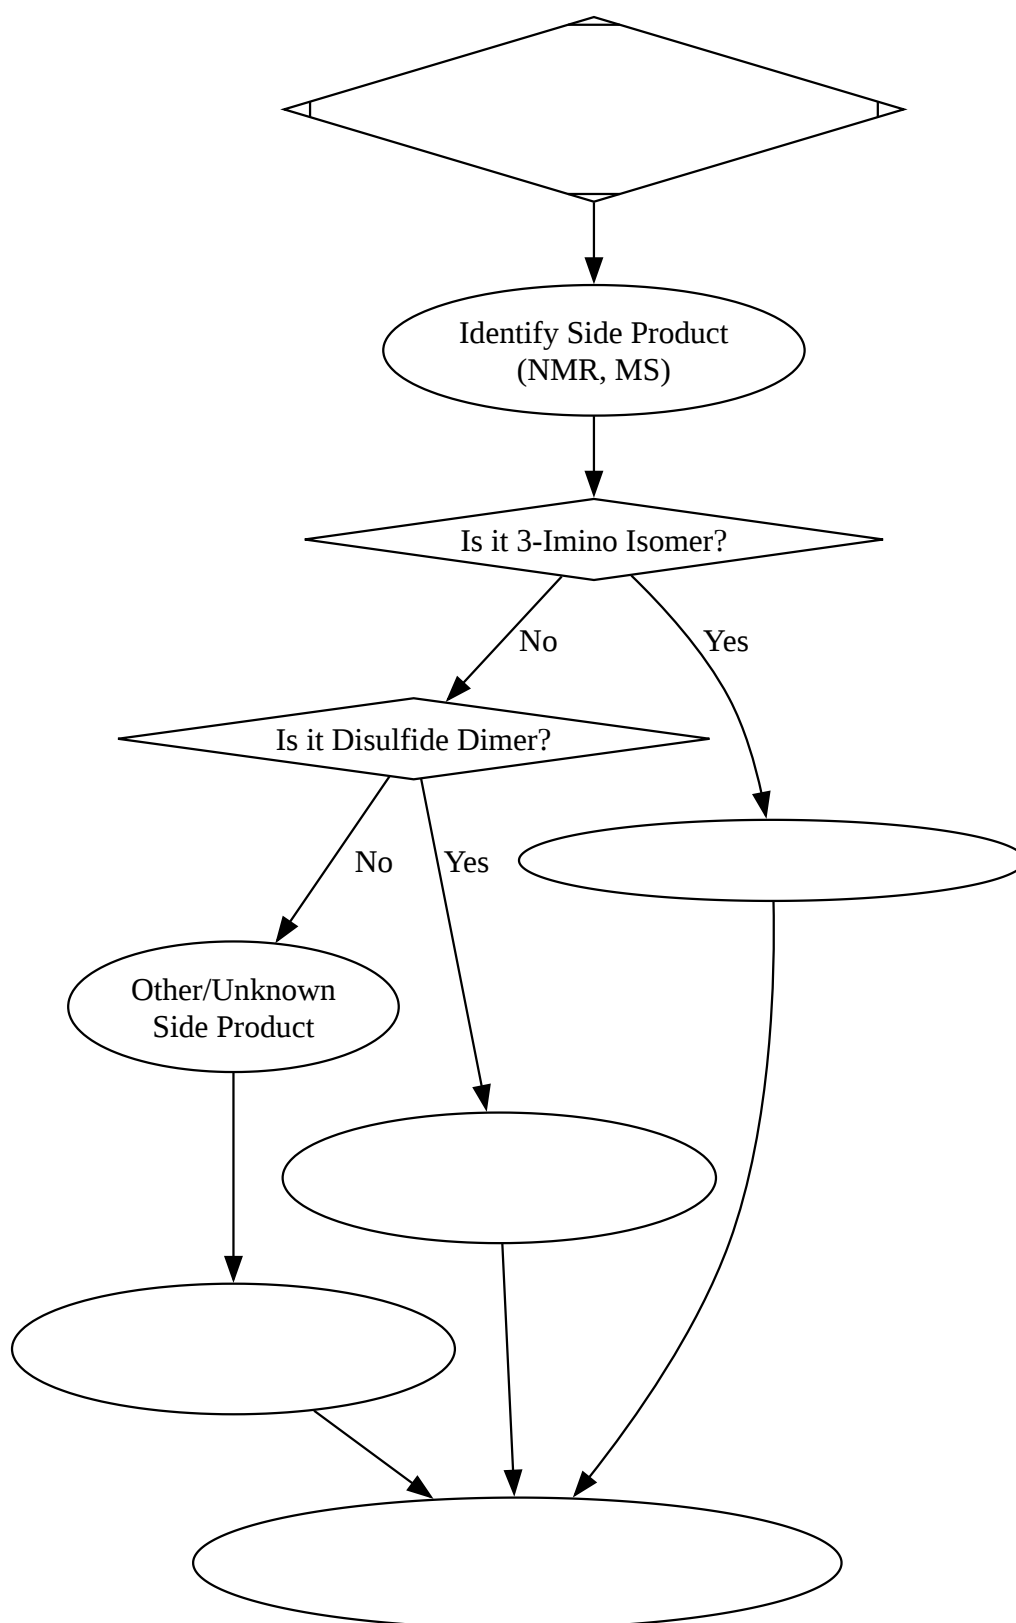 Identify Side Product
(NMR, MS)
Is it 3-Imino Isomer?
No
Yes
Is it Disulfide Dimer?
No
Yes
Other/Unknown
Side Product